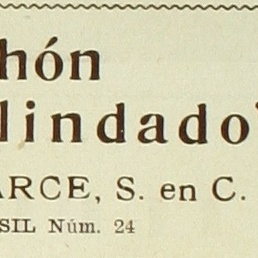 hón
lindado"
ARCE, S. en C.
SIL Núm. 24